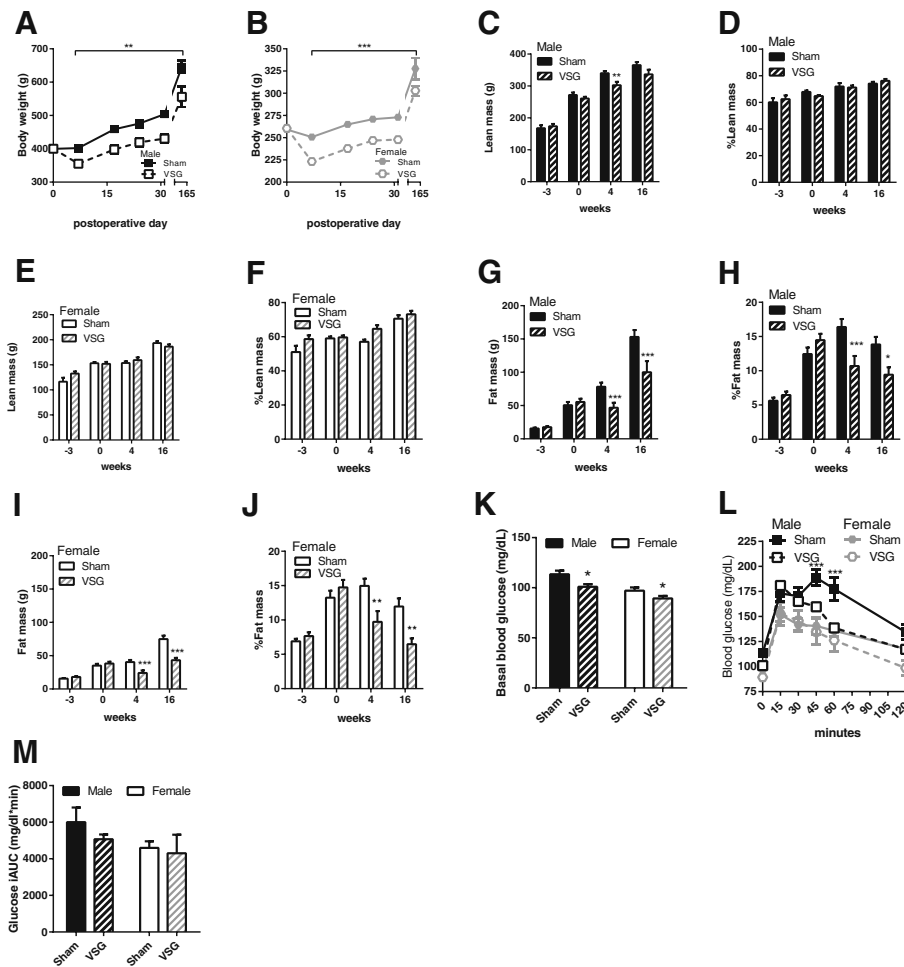 A
Body weight (g)
700
600
500
400
300
**
Male
Sham
VSG
0 15 30 165
postoperative day
B
Body weight (g)
350
325
300
275
250
225
200
***
Female
Sham
VSG
0 15 30 165
postoperative day
C
Male
Sham
VSG
Lean mass (g)
400
300
200
100
0
**
-3 0 4 16
weeks
D
Male
Sham
VSG
%Lean mass
100
80
60
40
20
0
-3 0 4 16
weeks
E
Female
Sham
VSG
Lean mass (g)
250
200
150
100
50
0
-3 0 4 16
weeks
F
Female
Sham
VSG
%Lean mass
80
60
40
20
0
-3 0 4 16
weeks
G
Male
Sham
VSG
Fat mass (g)
200
150
100
50
0
***
***
-3 0 4 16
weeks
H
Male
Sham
VSG
%Fat mass
20
15
10
5
0
***
*
-3 0 4 16
weeks
I
Female
Sham
VSG
Fat mass (g)
200
150
100
50
0
***
***
-3 0 4 16
weeks
J
Female
Sham
VSG
%Fat mass
20
15
10
5
0
**
**
-3 0 4 16
weeks
K
Male Female
Basal blood glucose (mg/dL)
150
100
50
0
*
*
Sham VSG Sham VSG
L
Male Female
Sham Sham
VSG VSG
Blood glucose (mg/dL)
225
200
175
150
125
100
75
***
***
0 15 30 45 60 75 90 105 120
minutes
M
Male Female
Glucose iAUC (mg/dl*min)
8000
6000
4000
2000
0
Sham VSG Sham VSG